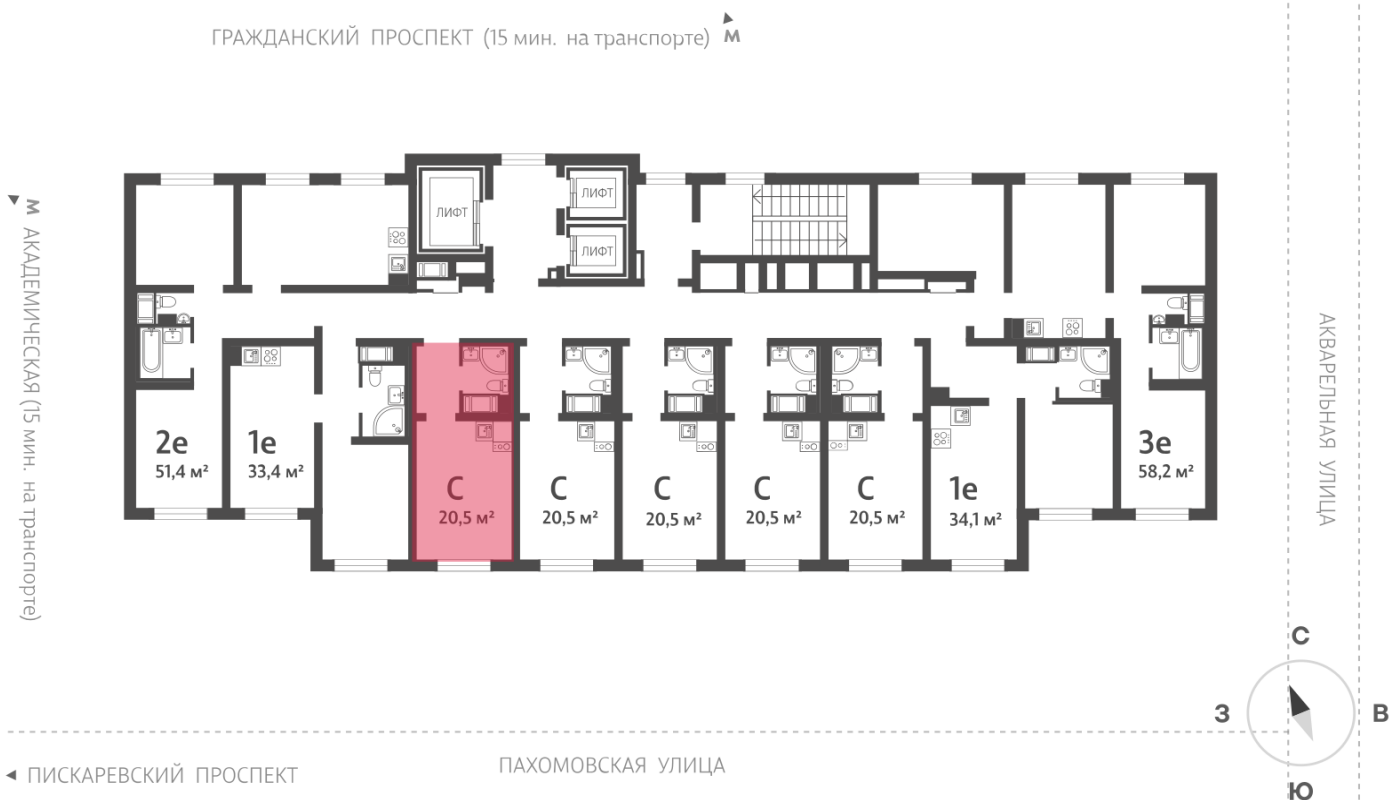 ГРАЖДАНСКИЙ ПРОСПЕКТ (15 мин. на транспорте) М
М АКАДЕМИЧЕСКАЯ (15 мин. на транспорте)
ЛИФТ
ЛИФТ
ЛИФТ
2е
51,4 м²
1е
33,4 м²
С
20,5 м²
С
20,5 м²
С
20,5 м²
С
20,5 м²
С
20,5 м²
1е
34,1 м²
3е
58,2 м²
АКВАРЕЛЬНАЯ УЛИЦА
С
З
В
Ю
ПАХОМОВСКАЯ УЛИЦА
ПИСКАРЕВСКИЙ ПРОСПЕКТ